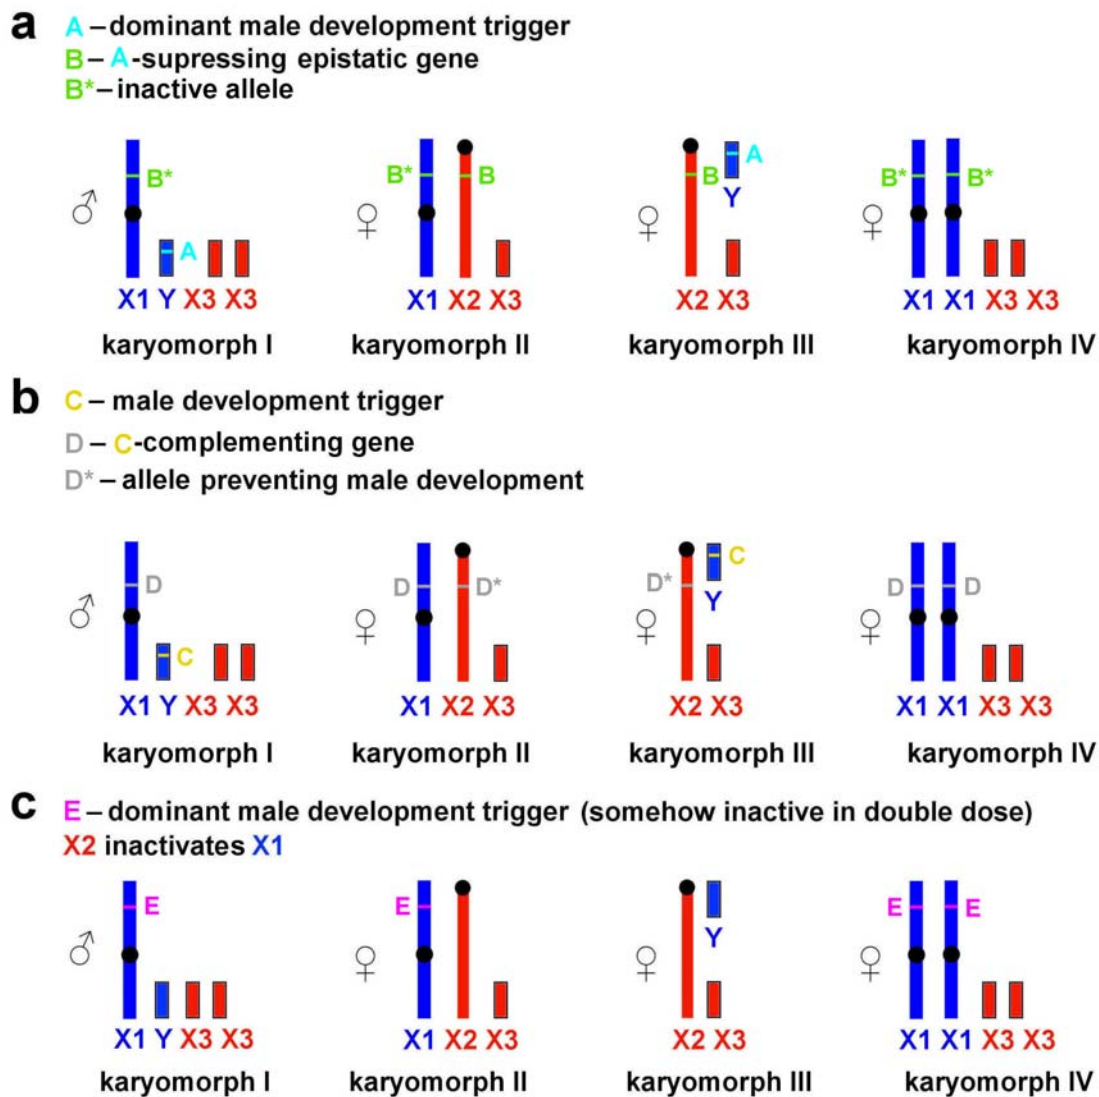 a
A – dominant male development trigger
B – A -supressing epistatic gene
B* – inactive allele
B* A B* B B A B* B*
Y
♂ ♀ ♀ ♀
X1 Y X3 X3 X1 X2 X3 X2 X3 X1 X1 X3 X3
karyomorph I karyomorph II karyomorph III karyomorph IV
b
C – male development trigger
D – C -complementing gene
D* – allele preventing male development
D C D D* D* C D D
Y
♂ ♀ ♀ ♀
X1 Y X3 X3 X1 X2 X3 X2 X3 X1 X1 X3 X3
karyomorph I karyomorph II karyomorph III karyomorph IV
c
E – dominant male development trigger (somehow inactive in double dose)
X2 inactivates X1
E E E E
Y
♂ ♀ ♀ ♀
X1 Y X3 X3 X1 X2 X3 X2 X3 X1 X1 X3 X3
karyomorph I karyomorph II karyomorph III karyomorph IV